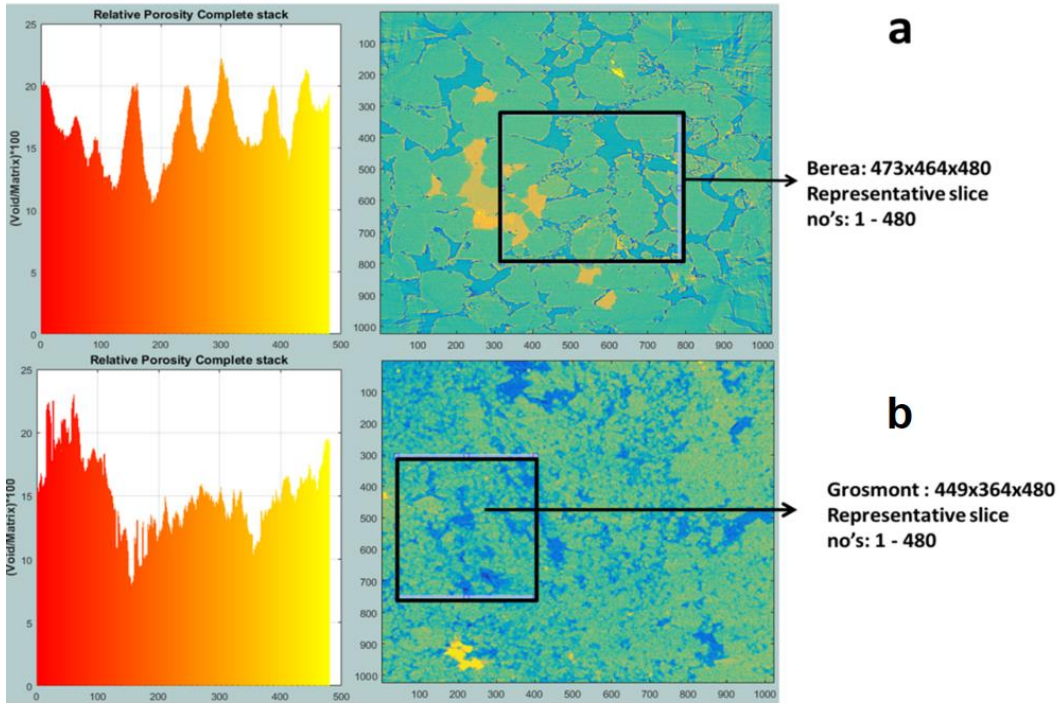 Relative Porosity Complete stack
(Void/Matrix)*100
25
20
15
10
5
0
0 100 200 300 400 500
100
200
300
400
500
600
700
800
900
1000
100 200 300 400 500 600 700 800 900 1000
a
Berea: 473x464x480
Representative slice
no's: 1 - 480
Relative Porosity Complete stack
(Void/Matrix)*100
25
20
15
10
5
0
0 100 200 300 400 500
100
200
300
400
500
600
700
800
900
1000
100 200 300 400 500 600 700 800 900 1000
b
Grosmont : 449x364x480
Representative slice
no's: 1 - 480